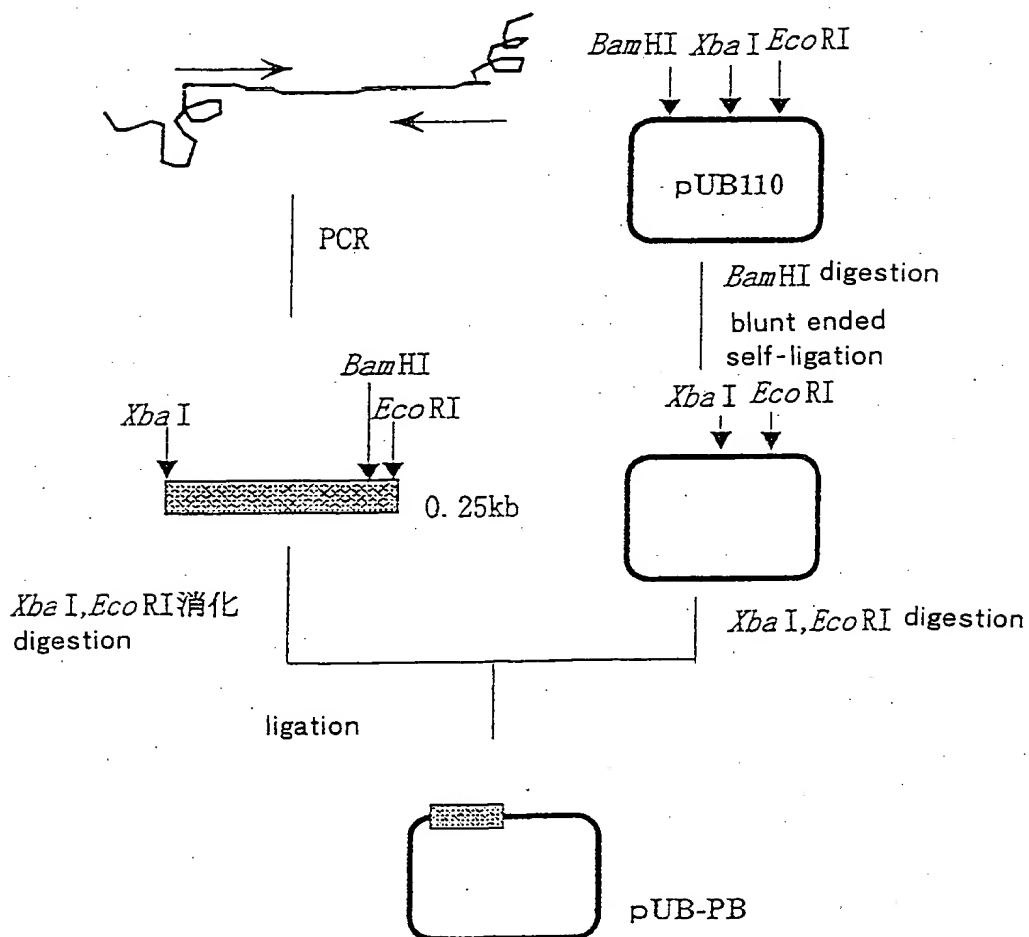 BamHI XbaI EcoRI
pUB110
PCR
BamHI digestion
blunt ended
self-ligation
XbaI EcoRI
BamHI
EcoRI
XbaI
0.25kb
XbaI,EcoRI消化
digestion
XbaI,EcoRI digestion
ligation
pUB-PB